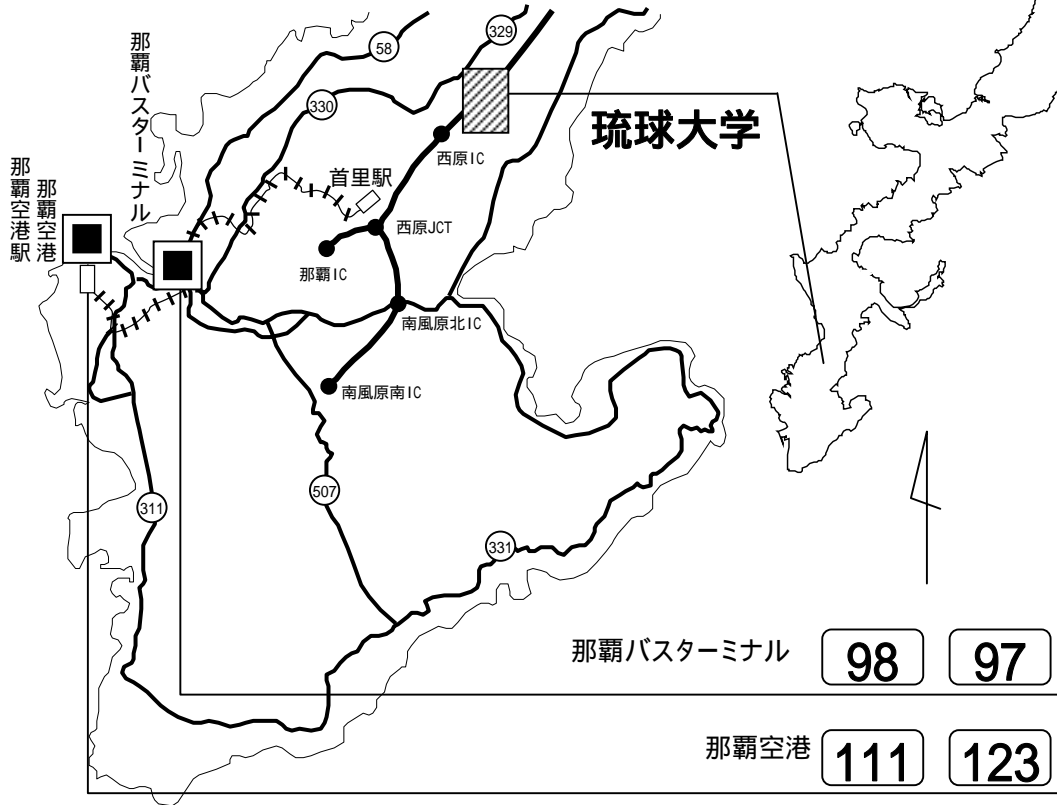 那覇バスターミナル
58
329
330
琉球大学
西原IC
首里駅
西原JCT
那覇空港
那覇空港駅
那覇IC
南風原北IC
南風原南IC
507
311
331
那覇バスターミナル 98 97
那覇空港 111 123